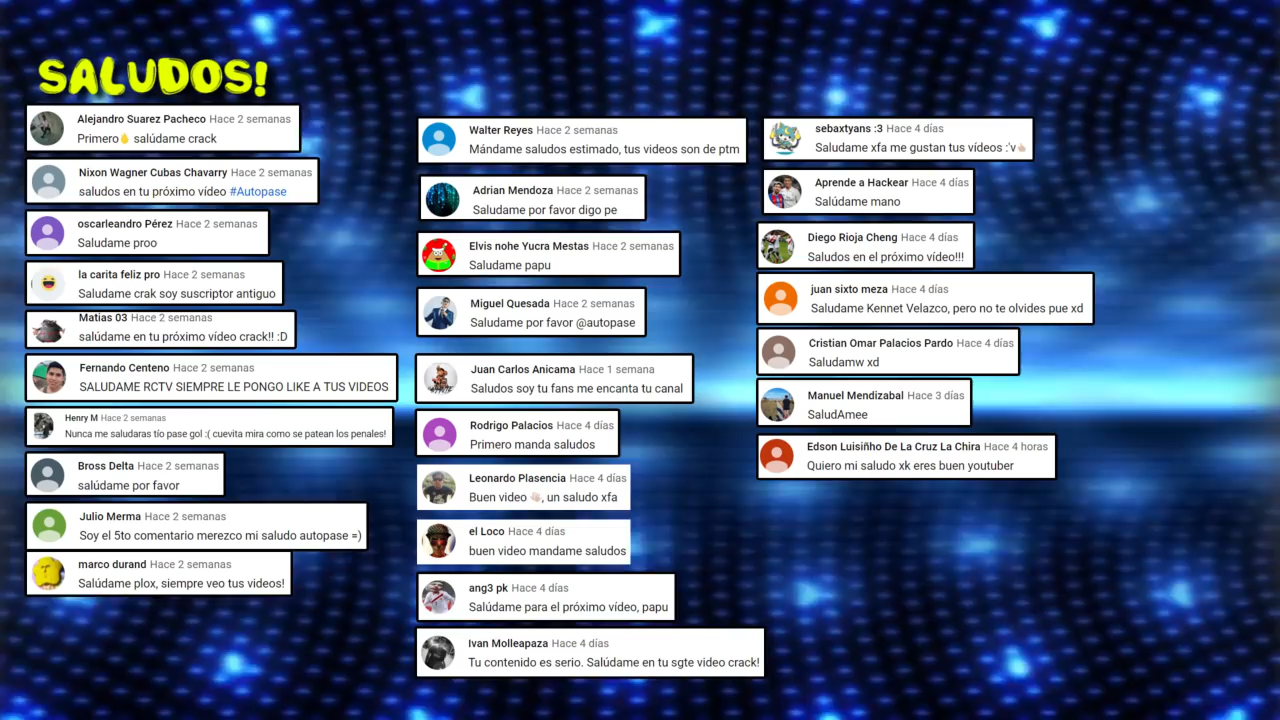 SALUDOS!
Alejandro Suarez Pacheco Hace 2 semanas
Primero👆 salúdame crack
Nixon Wagner Cubas Chavarry Hace 2 semanas
saludos en tu próximo vídeo #Autopase
oscarleandro Pérez Hace 2 semanas
Saludame proo
la carita feliz pro Hace 2 semanas
Saludame crak soy suscriptor antiguo
Matias 03 Hace 2 semanas
salúdame en tu próximo vídeo crack!! :D
Fernando Centeno Hace 2 semanas
SALUDAME RCTV SIEMPRE LE PONGO LIKE A TUS VIDEOS
Henry M Hace 2 semanas
Nunca me saludaras tío pase gol :( cuevita mira como se patean los penales!
Bross Delta Hace 2 semanas
salúdame por favor
Julio Merma Hace 2 semanas
Soy el 5to comentario merezco mi saludo autopase =)
marco durand Hace 2 semanas
Salúdame plox, siempre veo tus videos!
Walter Reyes Hace 2 semanas
Mándame saludos estimado, tus videos son de ptm
Adrian Mendoza Hace 2 semanas
Saludame por favor digo pe
Elvis nohe Yucra Mestas Hace 2 semanas
Saludame papu
Miguel Quesada Hace 2 semanas
Saludame por favor @autopase
Juan Carlos Anicama Hace 1 semana
Saludos soy tu fans me encanta tu canal
Rodrigo Palacios Hace 4 días
Primero manda saludos
Leonardo Plasencia Hace 4 días
Buen video 👏🏻, un saludo xfa
el Loco Hace 4 días
buen video mandame saludos
ang3 pk Hace 4 días
Salúdame para el próximo vídeo, papu
Ivan Molleapaza Hace 4 días
Tu contenido es serio. Salúdame en tu sgte video crack!
sebaxtyans :3 Hace 4 días
Saludame xfa me gustan tus vídeos :'v👆🏻
Aprende a Hackear Hace 4 días
Salúdame mano
Diego Rioja Cheng Hace 4 días
Saludos en el próximo vídeo!!!
juan sixto meza Hace 4 días
Saludame Kennet Velazco, pero no te olvides pue xd
Cristian Omar Palacios Pardo Hace 4 días
Saludamw xd
Manuel Mendizabal Hace 3 días
SaludAmee
Edson Luisiñho De La Cruz La Chira Hace 4 horas
Quiero mi saludo xk eres buen youtuber